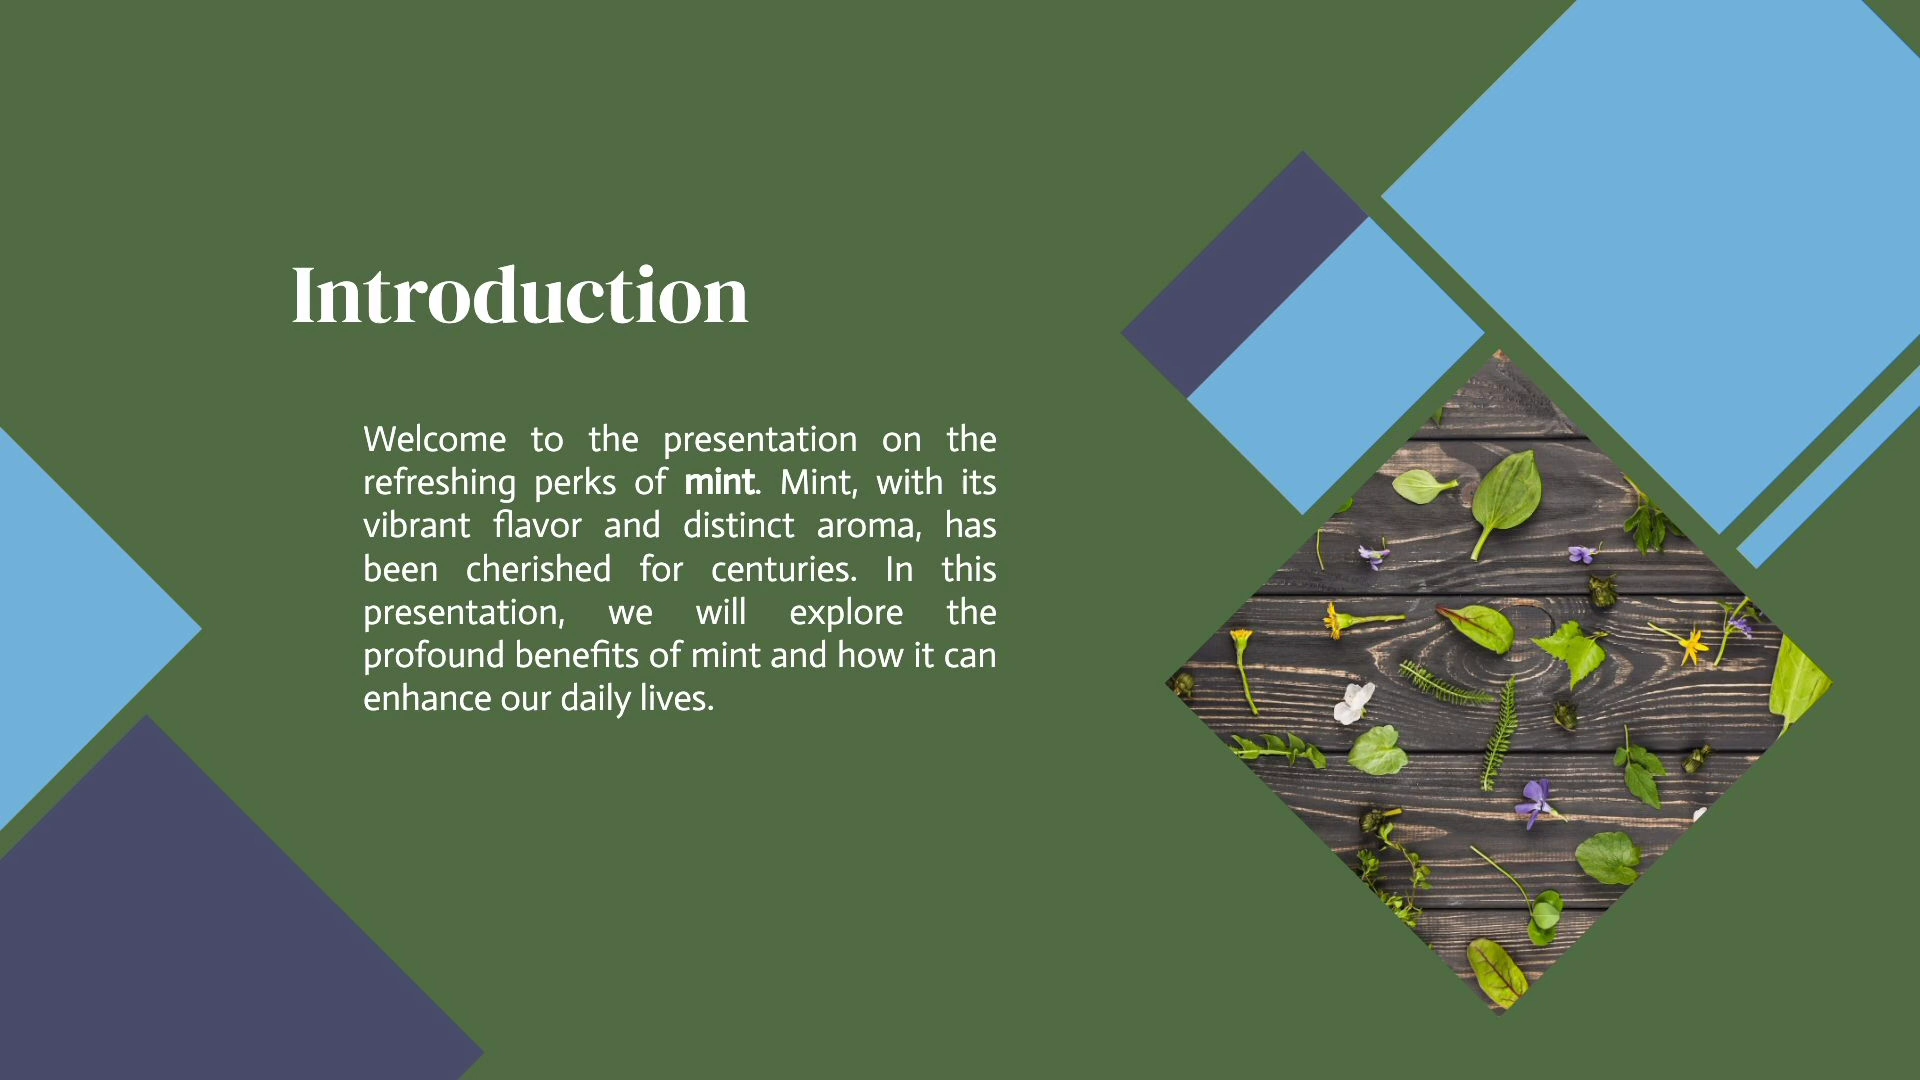 Introduction
Welcome to the presentation on the
refreshing perks of mint. Mint, with its
vibrant flavor and distinct aroma, has
been cherished for centuries. In this
presentation, we will explore the
profound benefits of mint and how it can
enhance our daily lives.